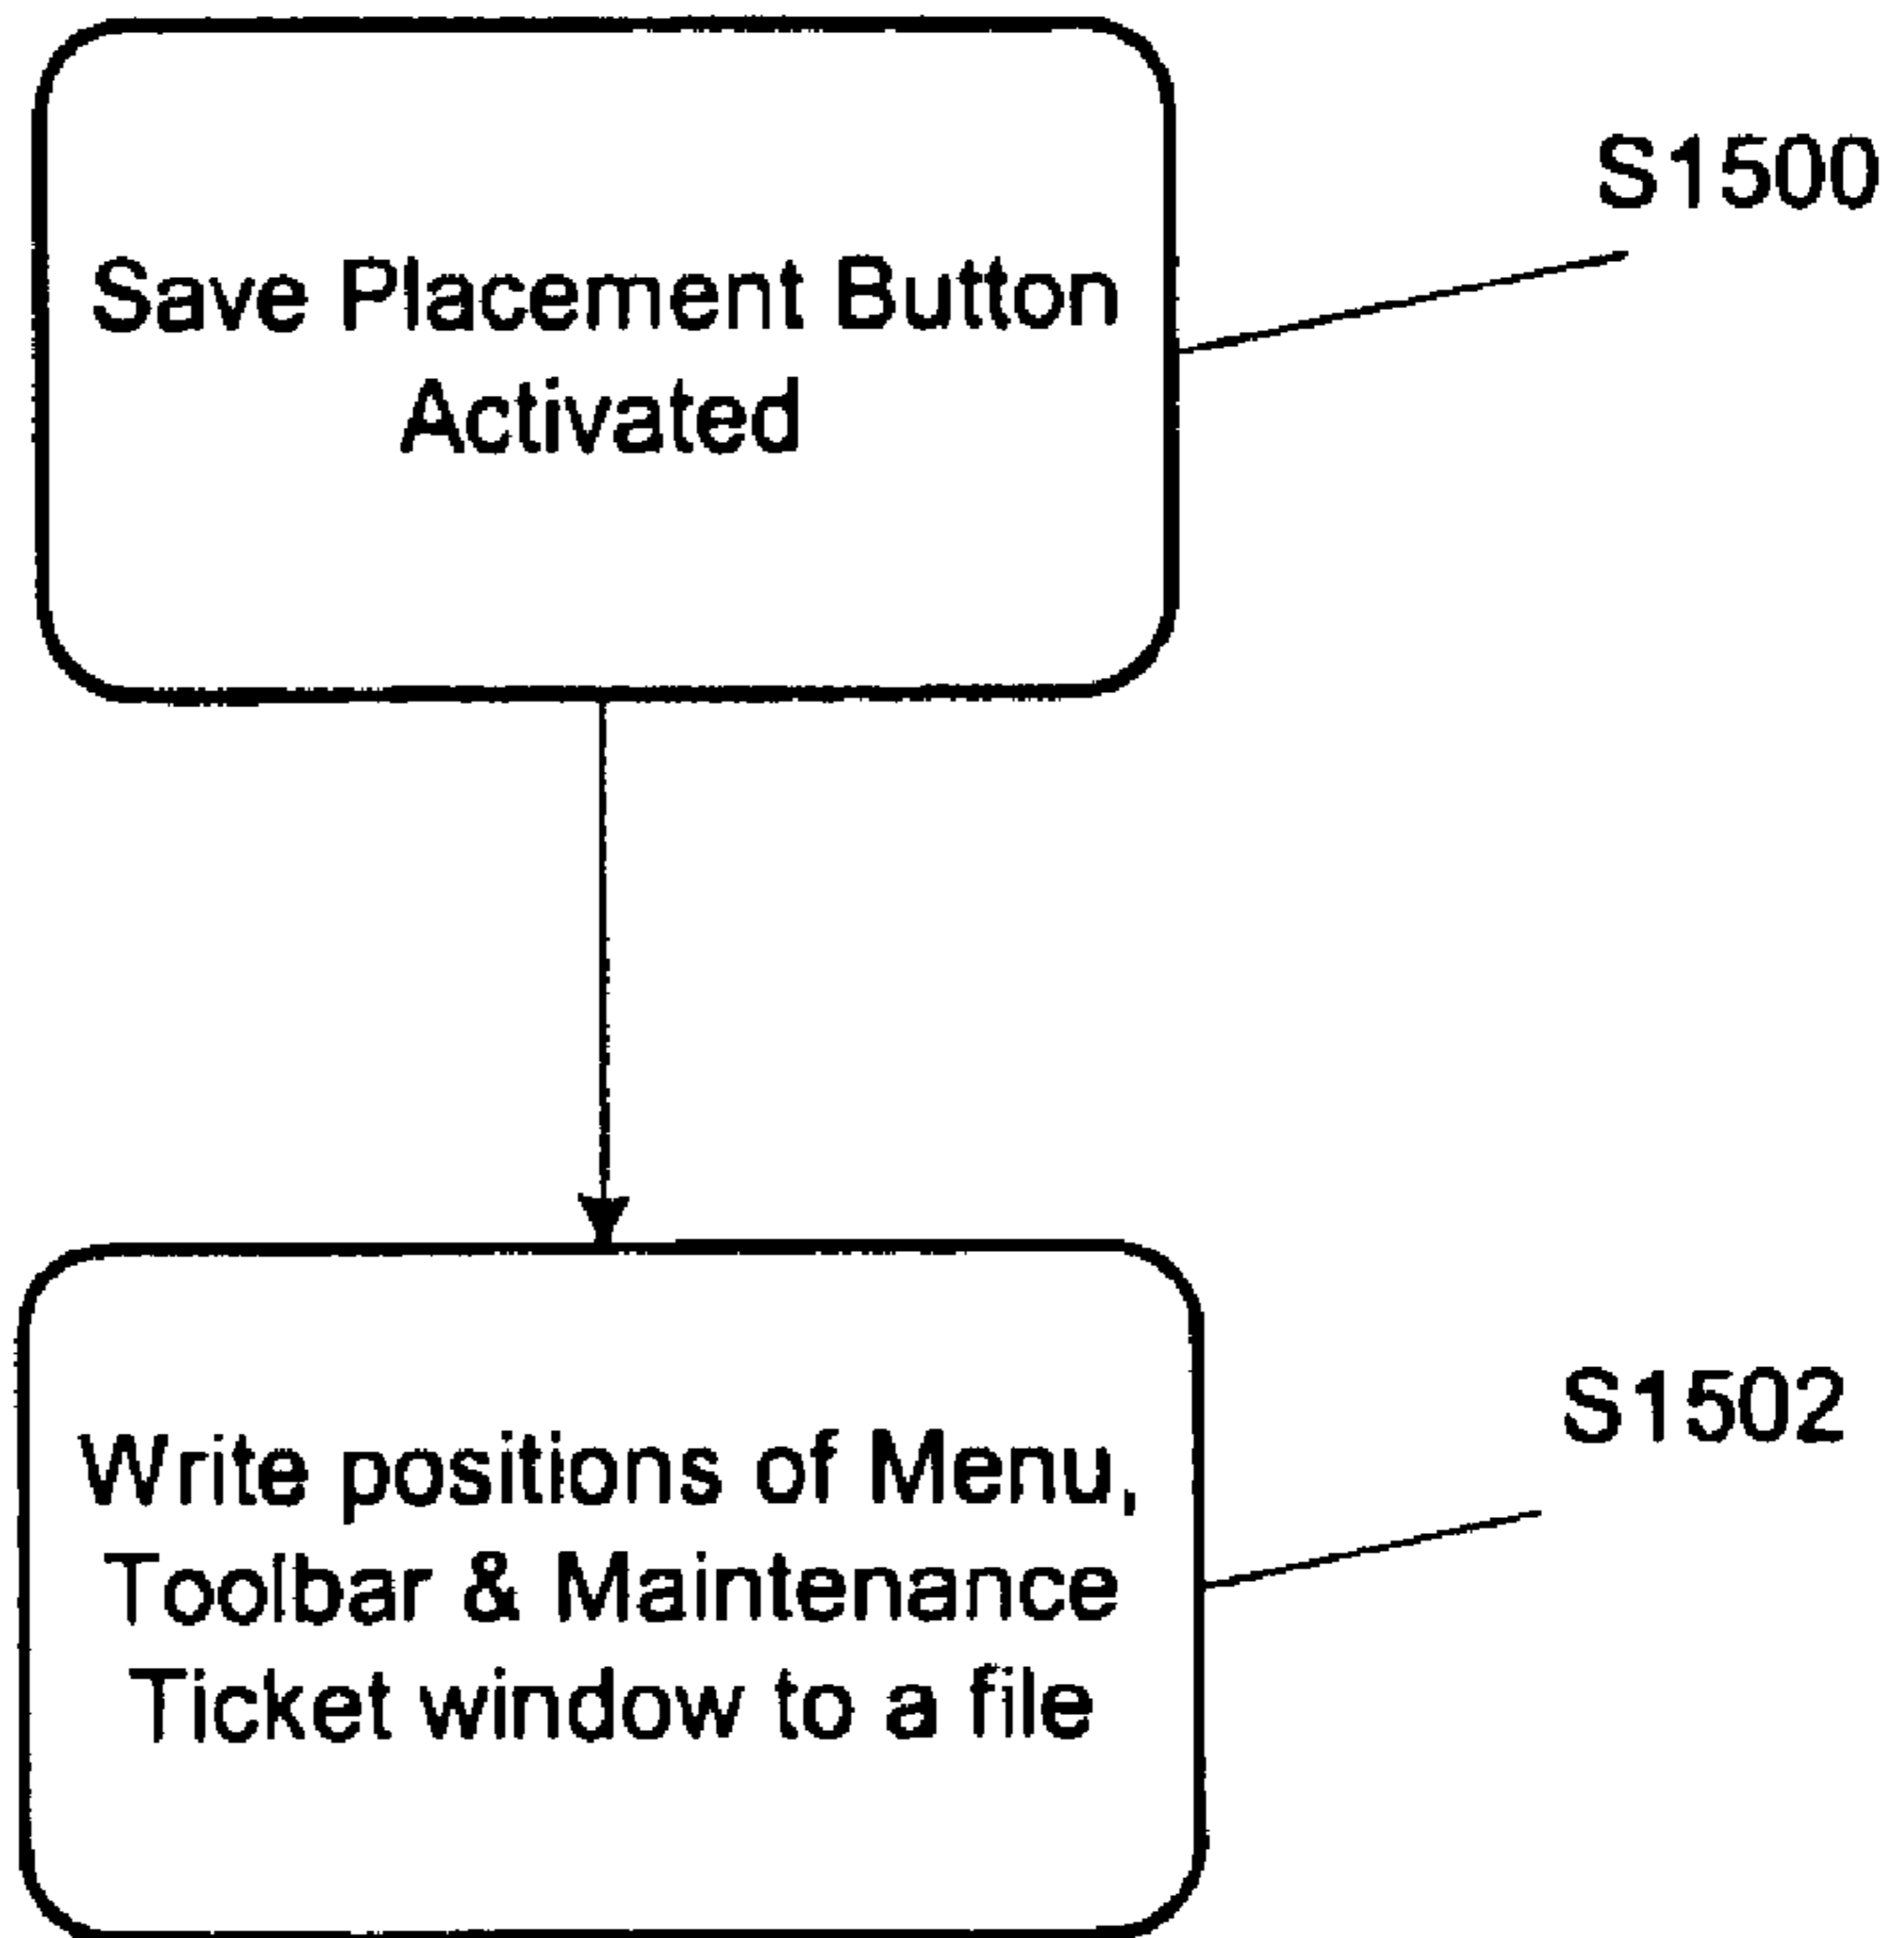 S1500
Save Placement Button
Activated
S1502
Write positions of Menu,
Toolbar & Maintenance
Ticket window to a file